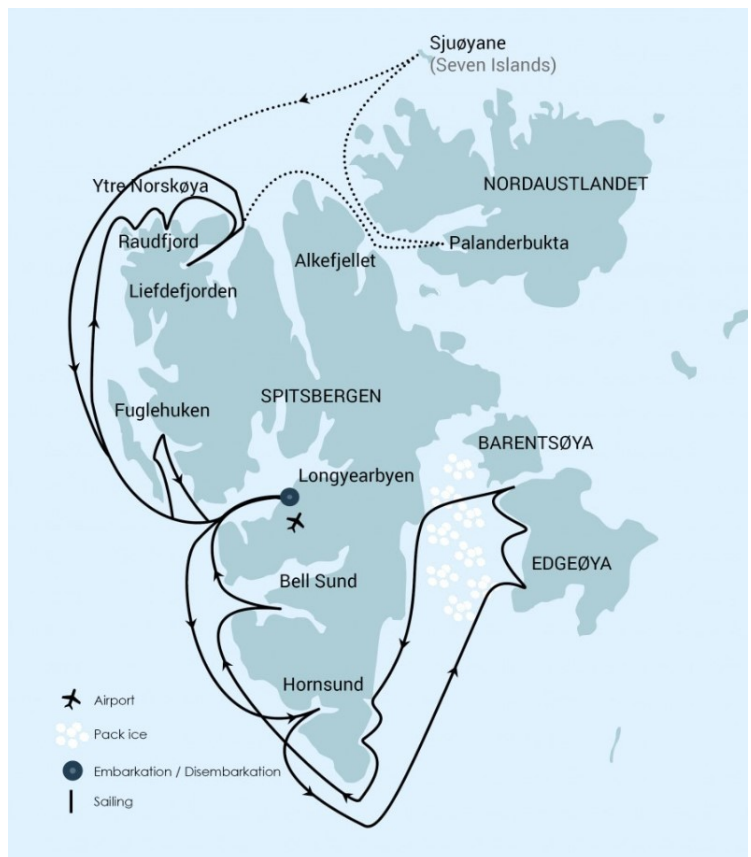 Sjuøyane
(Seven Islands)
Ytre Norskøya
NORDAUSTLANDET
Raudfjord
Palanderbukta
Alkefjellet
Liefdefjorden
SPITSBERGEN
Fuglehuken
BARENTSØYA
Longyearbyen
EDGEØYA
Bell Sund
Hornsund
Airport
Pack ice
Embarkation / Disembarkation
Sailing